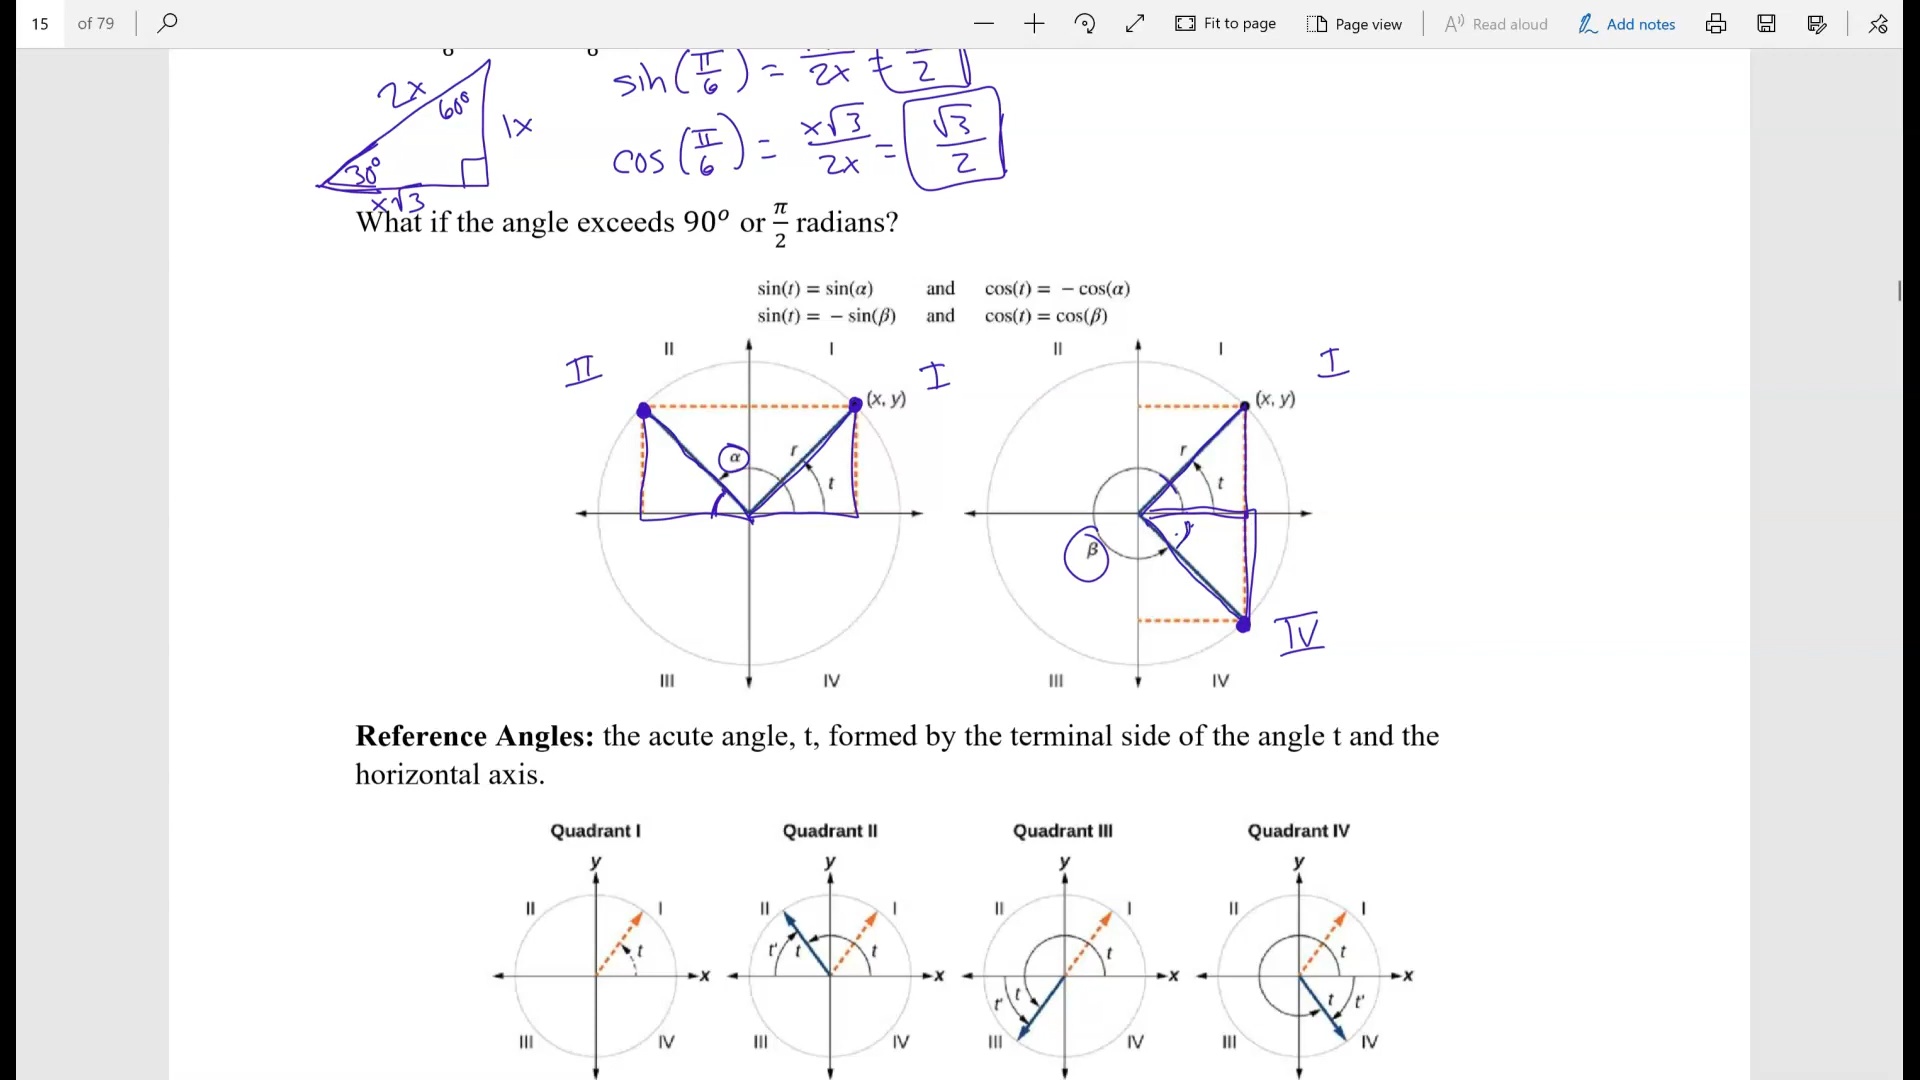 15 of 79 Fit to page Page view Read aloud Add notes
2x 60° 1x 30° x√3
sin(π/6) = /2x = /2
cos(π/6) = x√3/2x = √3/2
What if the angle exceeds 90° or π/2 radians?
sin(t) = sin(α) and cos(t) = − cos(α)
sin(t) = − sin(β) and cos(t) = cos(β)
II I II I
II I I
(x, y) (x, y)
α r t r t
β
IV
III IV III IV
Reference Angles: the acute angle, t, formed by the terminal side of the angle t and the
horizontal axis.
Quadrant I Quadrant II Quadrant III Quadrant IV
y y y y
II I II I II I II I
t t' t t t t
x x x x
t' t t t'
III IV III IV III IV III IV